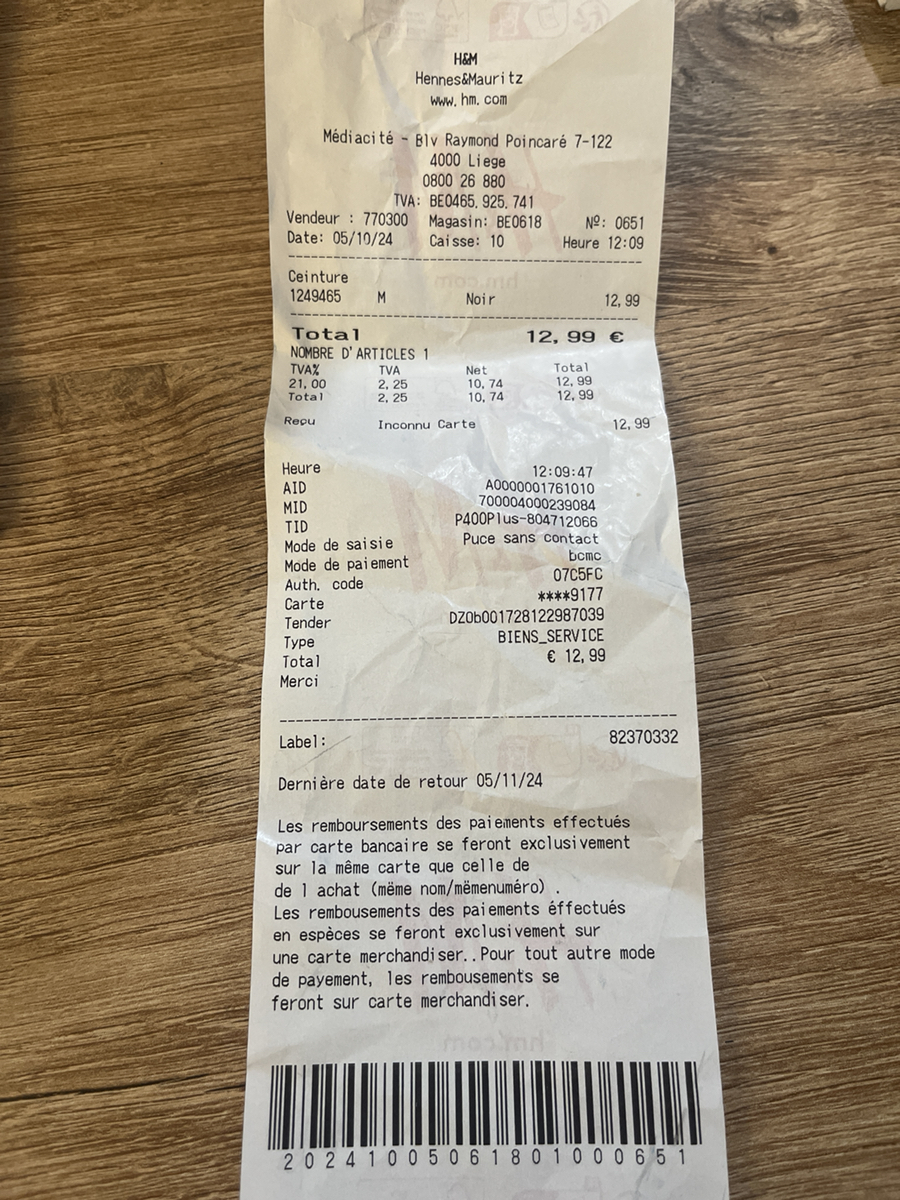 H&M
Hennes&Mauritz
www.hm.com
Médiacité - Blv Raymond Poincaré 7-122
4000 Liege
0800 26 880
TVA: BE0465.925.741
Vendeur : 770300 Magasin: BE0618 Nº: 0651
Date: 05/10/24 Caisse: 10 Heure 12:09
Ceinture
1249465 M Noir 12,99
Total 12,99 €
NOMBRE D'ARTICLES 1
TVA% TVA Net Total
21,00 2,25 10,74 12,99
Total 2,25 10,74 12,99
Reçu Inconnu Carte 12,99
Heure 12:09:47
AID A0000001761010
MID 700004000239084
TID P400Plus-804712066
Mode de saisie Puce sans contact
Mode de paiement bcmc
Auth. code 07C5FC
Carte ****9177
Tender DZOb001728122987039
Type BIENS_SERVICE
Total € 12,99
Merci
Label: 82370332
Dernière date de retour 05/11/24
Les remboursements des paiements effectués
par carte bancaire se feront exclusivement
sur la même carte que celle de
de l achat (mëme nom/mëmenuméro) .
Les rembousements des paiements éffectués
en espèces se feront exclusivement sur
une carte merchandiser..Pour tout autre mode
de payement, les rembousements se
feront sur carte merchandiser.
hm.com
20241005061801000651